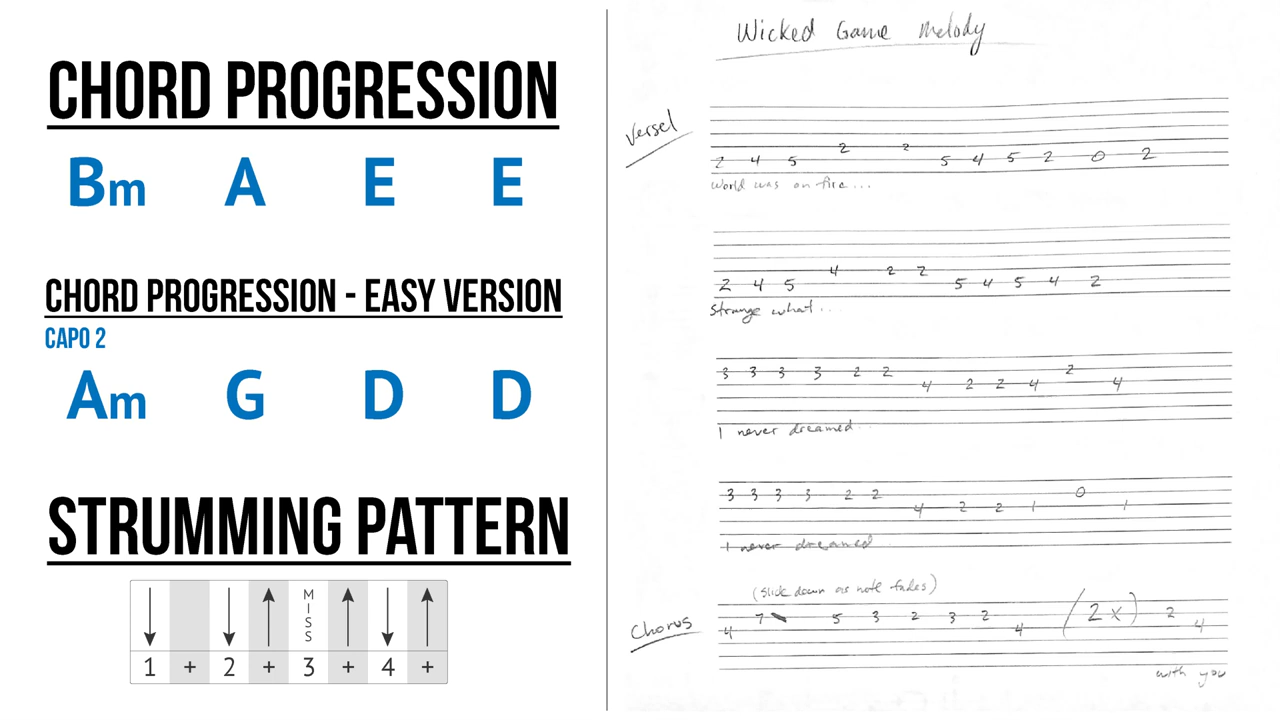 CHORD PROGRESSION
Bm A E E
CHORD PROGRESSION - EASY VERSION
CAPO 2
Am G D D
STRUMMING PATTERN
MISS
1 + 2 + 3 + 4 +
Wicked Game Melody
Verse1
2 4 5 2 2 5 4 5 2 0 2
World was on fire...
2 4 5 4 2 2 5 4 5 4 2
Strange what...
3 3 3 3 2 2 4 2 2 4 2 4
I never dreamed...
3 3 3 3 2 2 4 2 2 1 0 1
I never dreamed
(Slide down as note fades)
Chorus
4 7 5 3 2 3 2 4 (2x) 2 4
with you